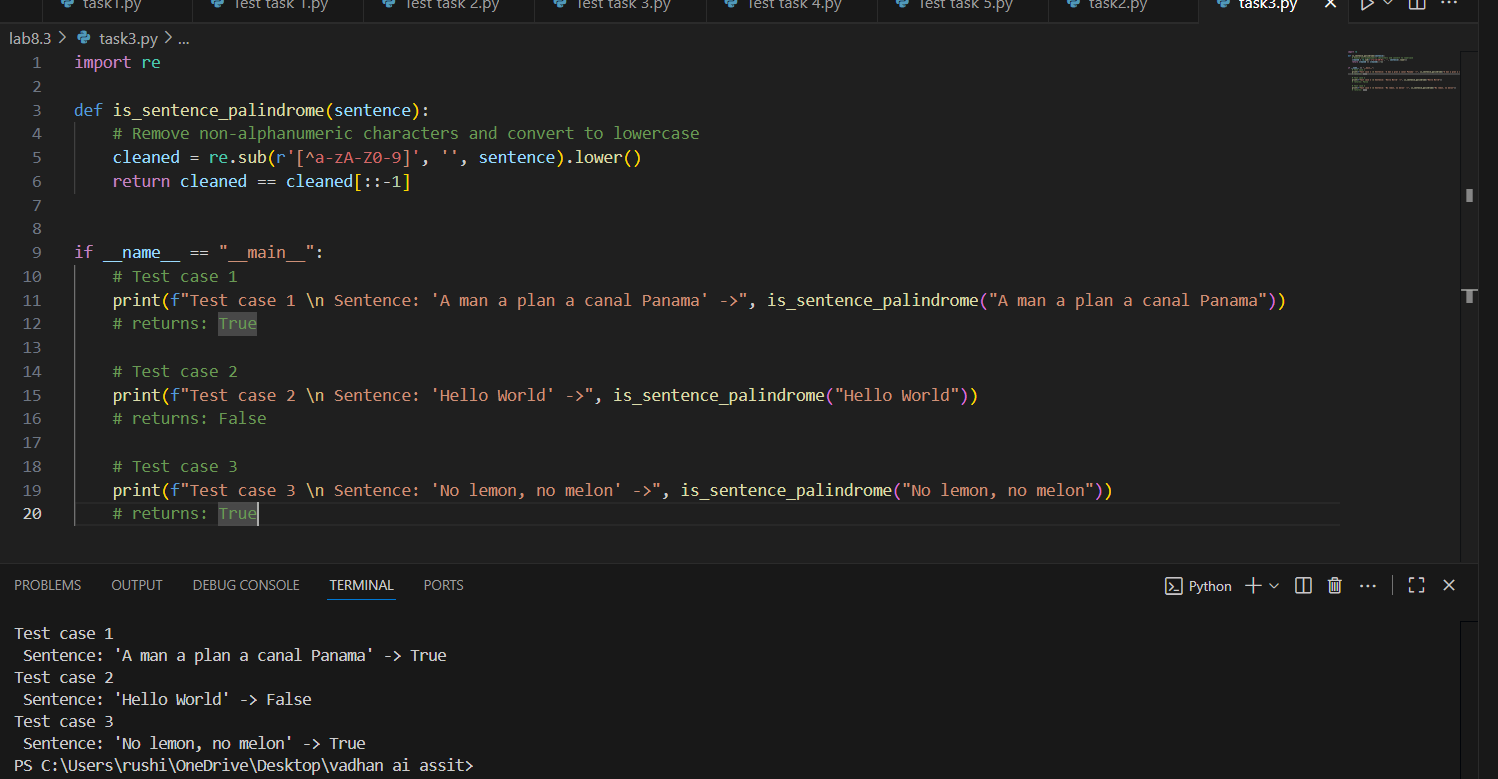 task1.py Test task 1.py Test task 2.py Test task 3.py Test task 4.py Test task 5.py task2.py task3.py
lab8.3 > task3.py > ...
1 import re
2
3 def is_sentence_palindrome(sentence):
4     # Remove non-alphanumeric characters and convert to lowercase
5     cleaned = re.sub(r'[^a-zA-Z0-9]', '', sentence).lower()
6     return cleaned == cleaned[::-1]
7
8
9 if __name__ == "__main__":
10     # Test case 1
11     print(f"Test case 1 \n Sentence: 'A man a plan a canal Panama' ->", is_sentence_palindrome("A man a plan a canal Panama"))
12     # returns: True
13
14     # Test case 2
15     print(f"Test case 2 \n Sentence: 'Hello World' ->", is_sentence_palindrome("Hello World"))
16     # returns: False
17
18     # Test case 3
19     print(f"Test case 3 \n Sentence: 'No lemon, no melon' ->", is_sentence_palindrome("No lemon, no melon"))
20     # returns: True
PROBLEMS OUTPUT DEBUG CONSOLE TERMINAL PORTS Python
Test case 1
 Sentence: 'A man a plan a canal Panama' -> True
Test case 2
 Sentence: 'Hello World' -> False
Test case 3
 Sentence: 'No lemon, no melon' -> True
PS C:\Users\rushi\OneDrive\Desktop\vadhan ai assit>